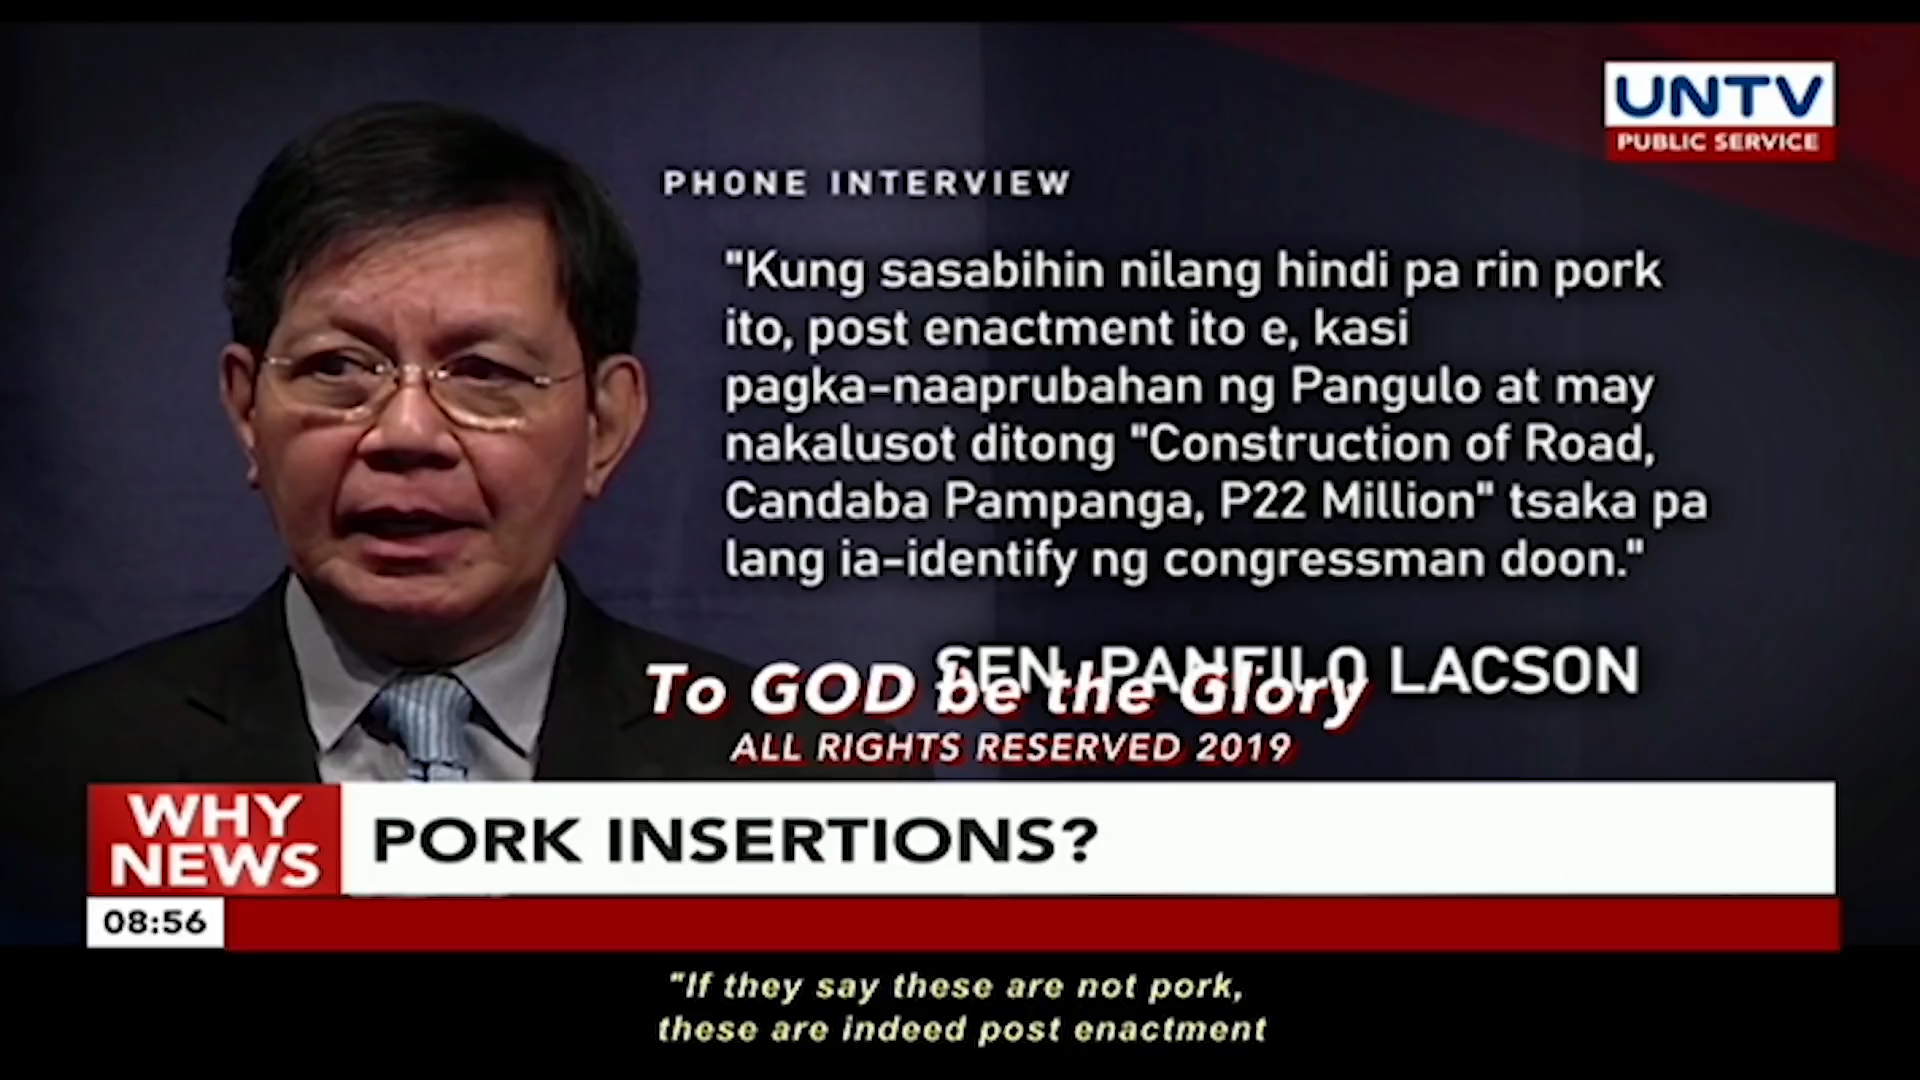 UNTV
PUBLIC SERVICE
PHONE INTERVIEW
"Kung sasabihin nilang hindi pa rin pork
ito, post enactment ito e, kasi
pagka-naaprubahan ng Pangulo at may
nakalusot ditong "Construction of Road,
Candaba Pampanga, P22 Million" tsaka pa
lang ia-identify ng congressman doon."
SEN. PANFILO LACSON
To GOD be the Glory
ALL RIGHTS RESERVED 2019
WHY
NEWS
PORK INSERTIONS?
08:56
"If they say these are not pork,
these are indeed post enactment